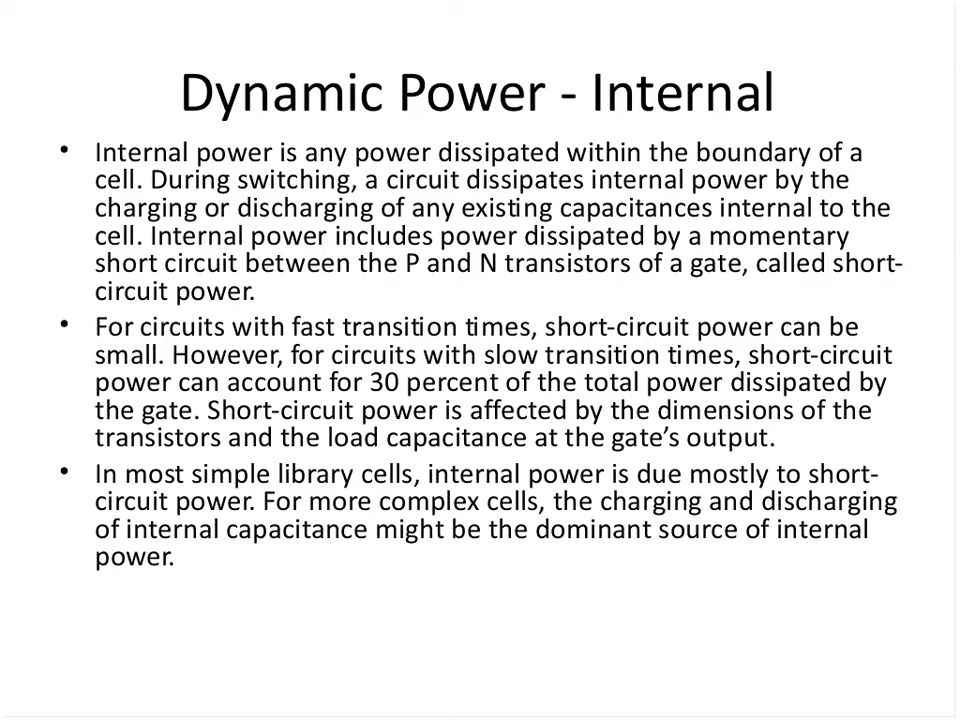 Dynamic Power - Internal
• Internal power is any power dissipated within the boundary of a
cell. During switching, a circuit dissipates internal power by the
charging or discharging of any existing capacitances internal to the
cell. Internal power includes power dissipated by a momentary
short circuit between the P and N transistors of a gate, called short-
circuit power.
• For circuits with fast transition times, short-circuit power can be
small. However, for circuits with slow transition times, short-circuit
power can account for 30 percent of the total power dissipated by
the gate. Short-circuit power is affected by the dimensions of the
transistors and the load capacitance at the gate’s output.
• In most simple library cells, internal power is due mostly to short-
circuit power. For more complex cells, the charging and discharging
of internal capacitance might be the dominant source of internal
power.